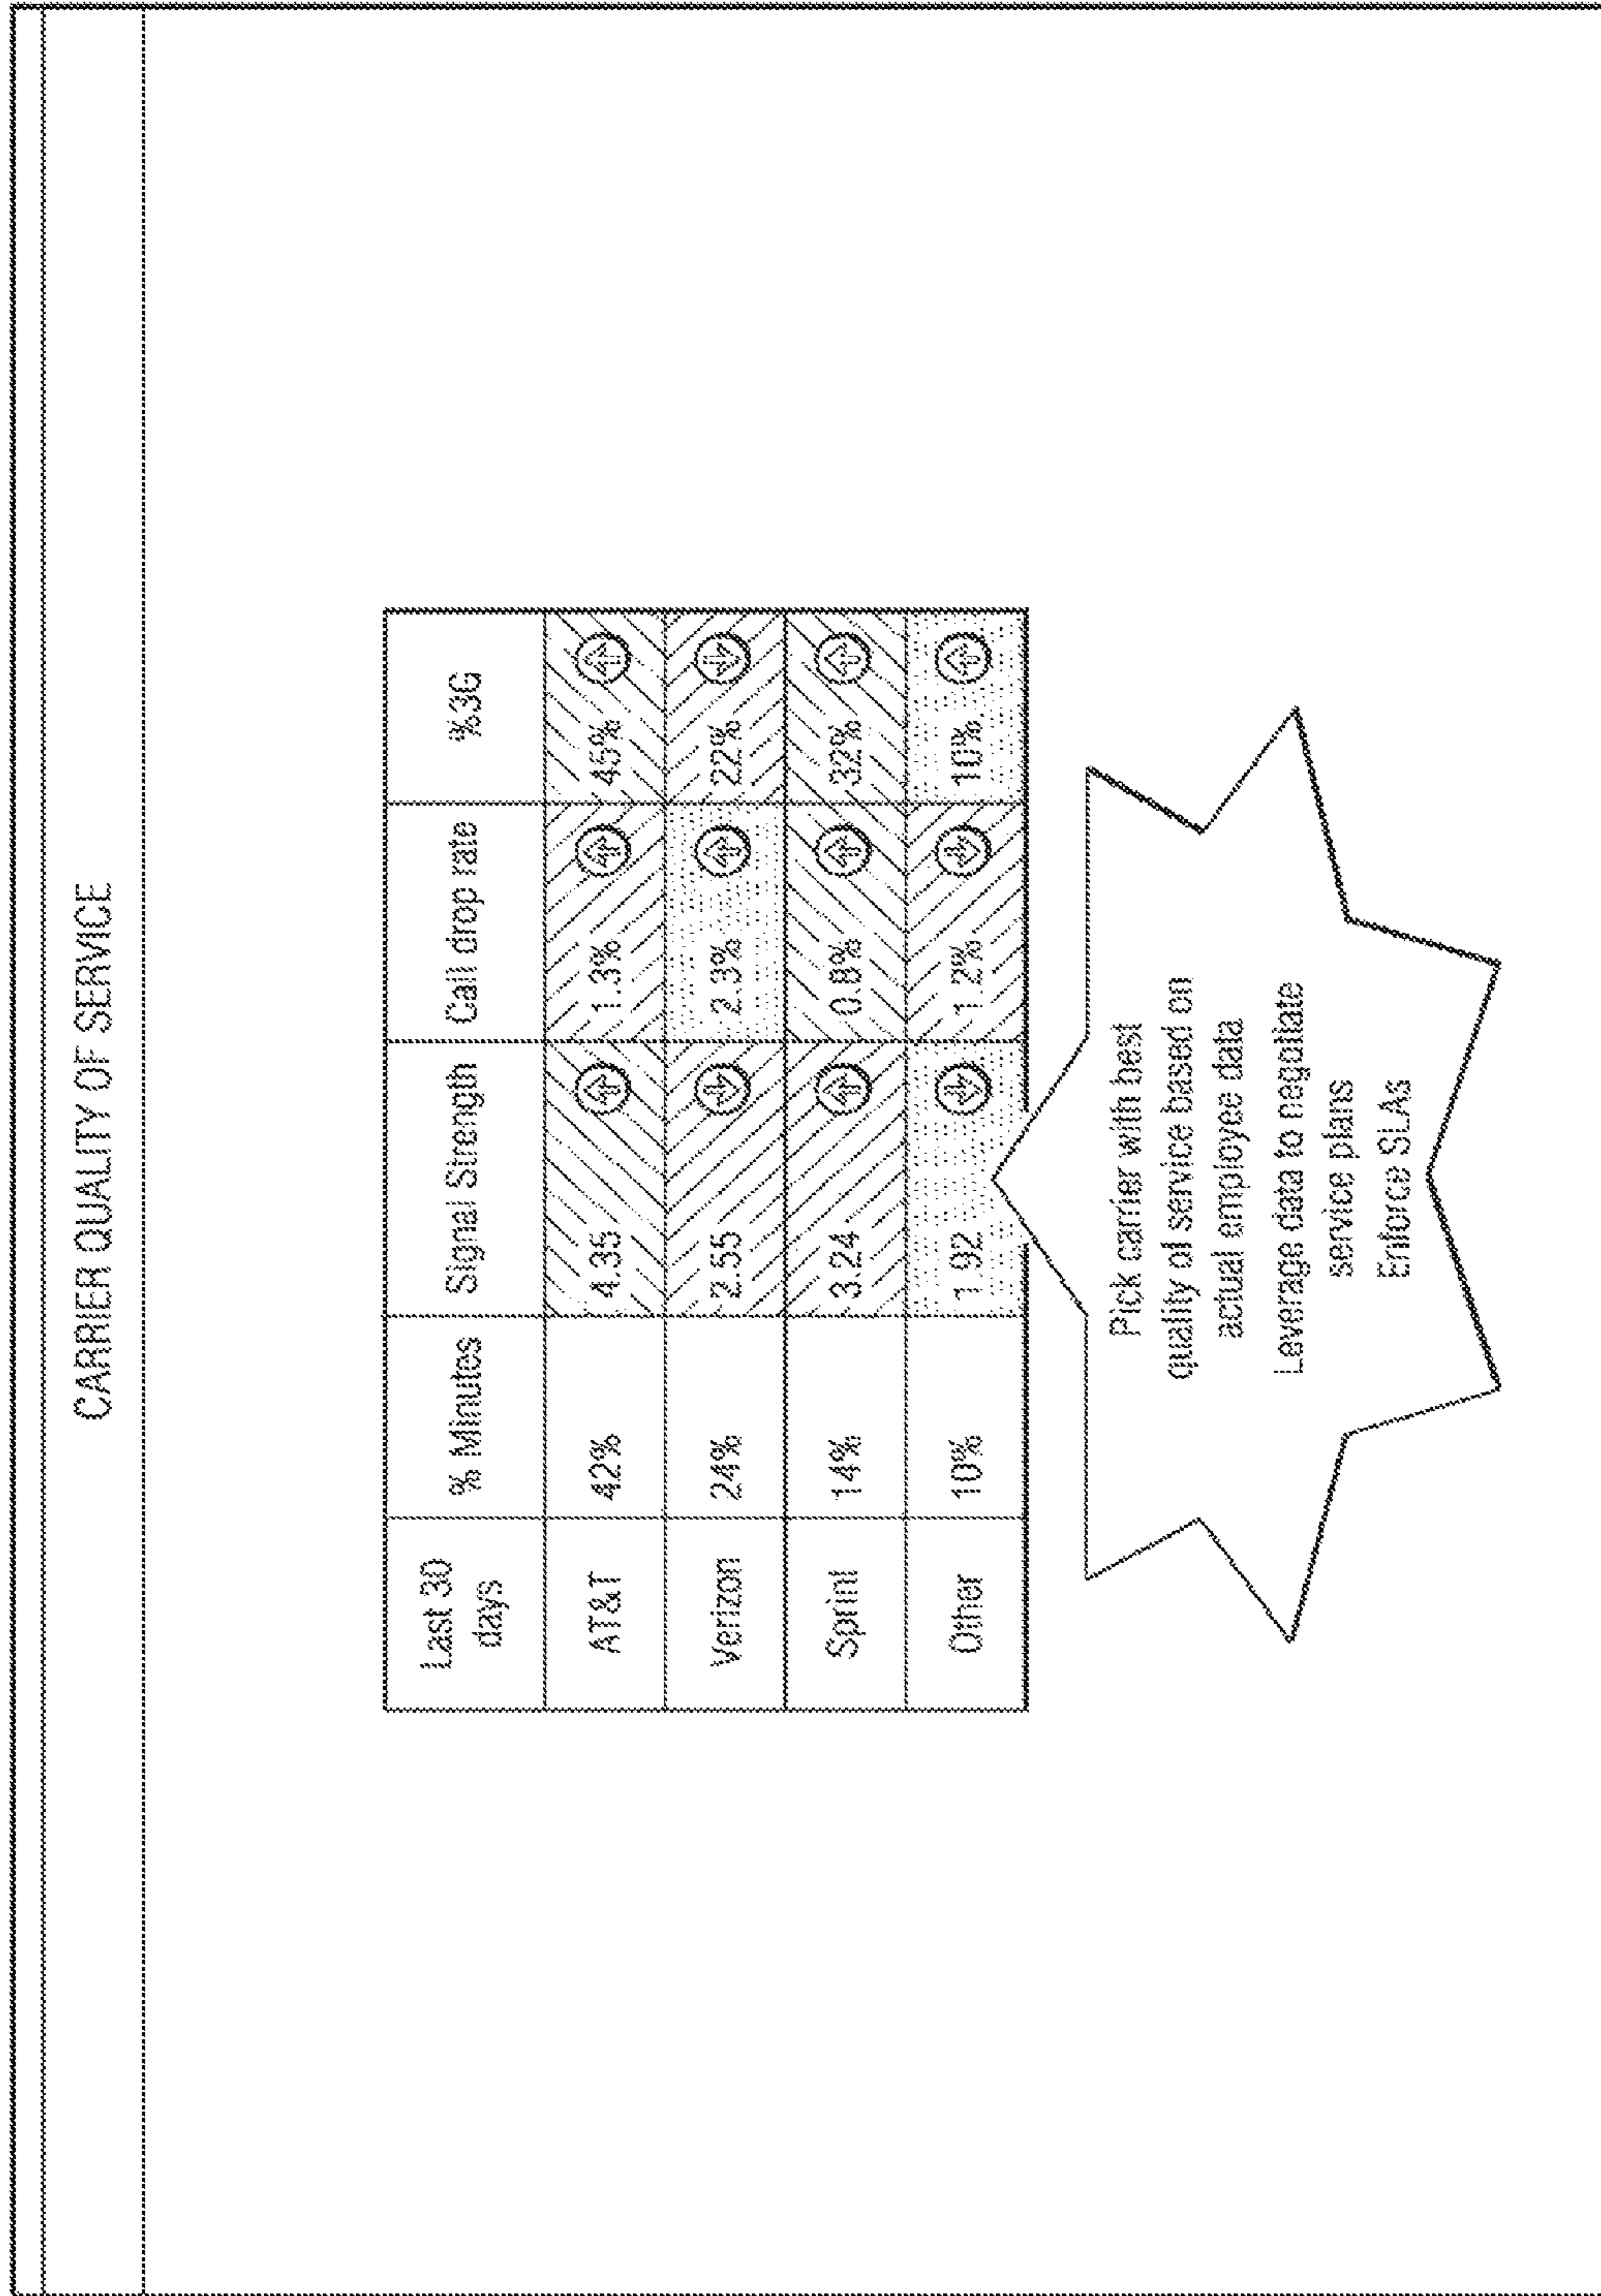 CARRIER QUALITY OF SERVICE
Last 30 days % Minutes Signal Strength Call drop rate %3G
AT&T 42% 4.35 1.3% 45%
Verizon 24% 2.55 2.3% 22%
Sprint 14% 3.24 0.8% 32%
Other 10% 1.92 1.2% 10%
Pick carrier with best
quality of service based on
actual employee data
Leverage data to negotiate
service plans
Enforce SLAs